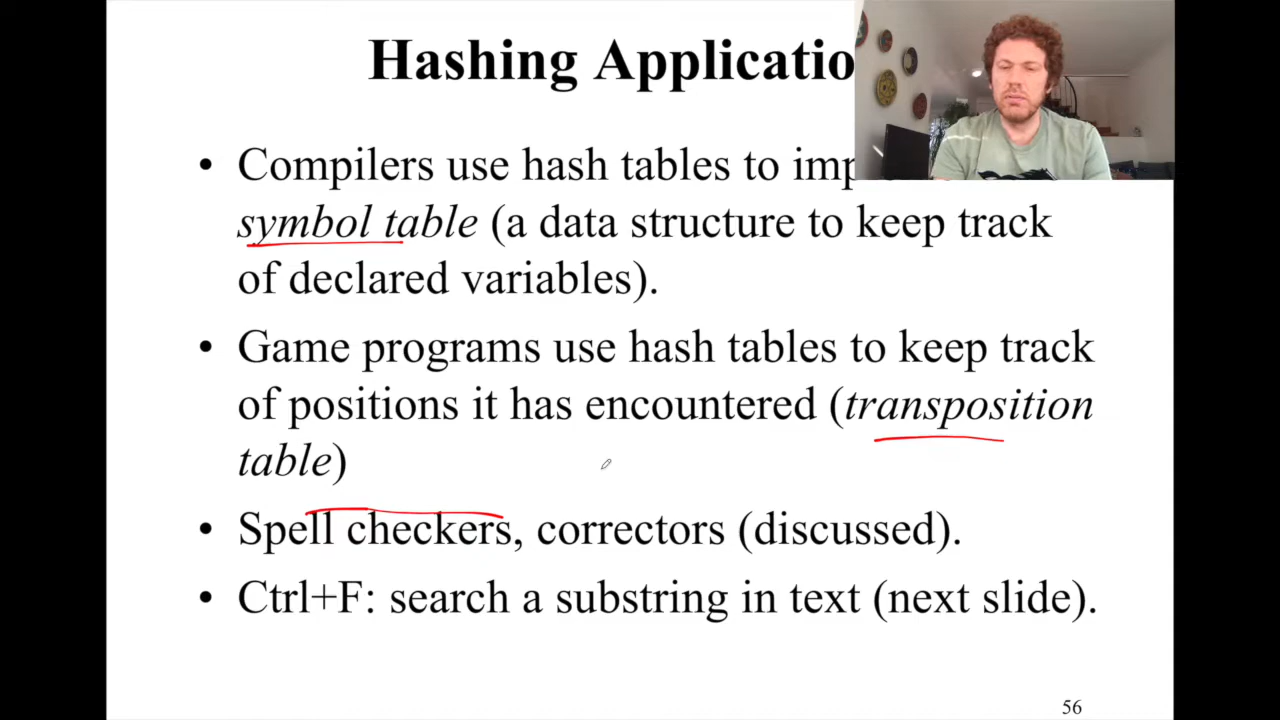 Hashing Applicatio
• Compilers use hash tables to imp
symbol table (a data structure to keep track
of declared variables).
• Game programs use hash tables to keep track
of positions it has encountered (transposition
table)
• Spell checkers, correctors (discussed).
• Ctrl+F: search a substring in text (next slide).
56